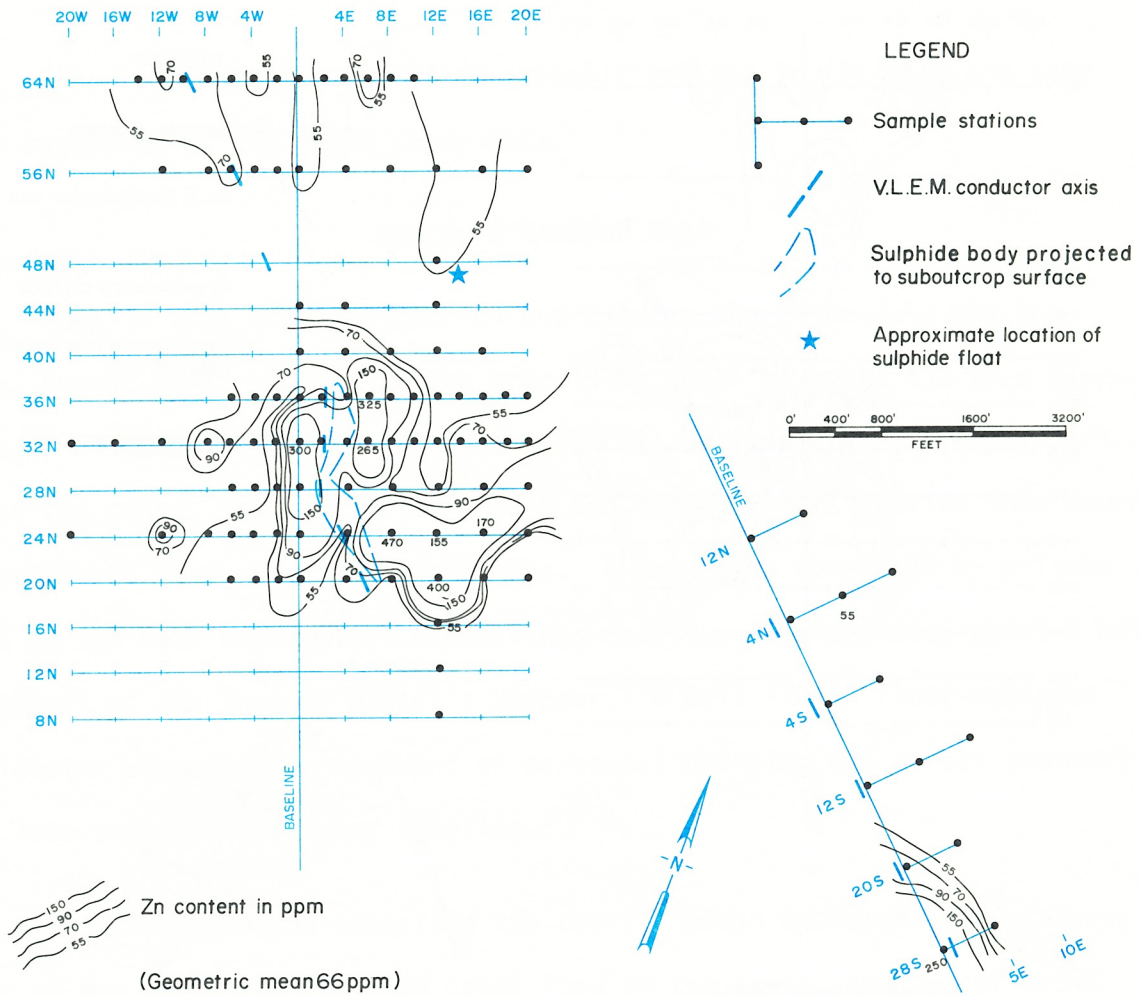 20W 16W 12W 8W 4W 4E 8E 12E 20E
64N
70
55
70
55
55
70
55
56N
55
48N
44N
70
40N
70
150
36N
325
55
70
32N
90
300
265
28N
55
150
90
90
70
24N
90
470
155
170
70
20N
55
400
150
16N
55
12N
8N
BASELINE
150
90
70
55
Zn content in ppm
(Geometric mean 66 ppm)
LEGEND
Sample stations
V.L.E.M. conductor axis
Sulphide body projected
to suboutcrop surface
Approximate location of
sulphide float
0' 400' 800' 1600' 3200'
FEET
BASELINE
12N
4N
55
4S
12S
20S
55
70
90
150
28S
250
5E
10E
-N-